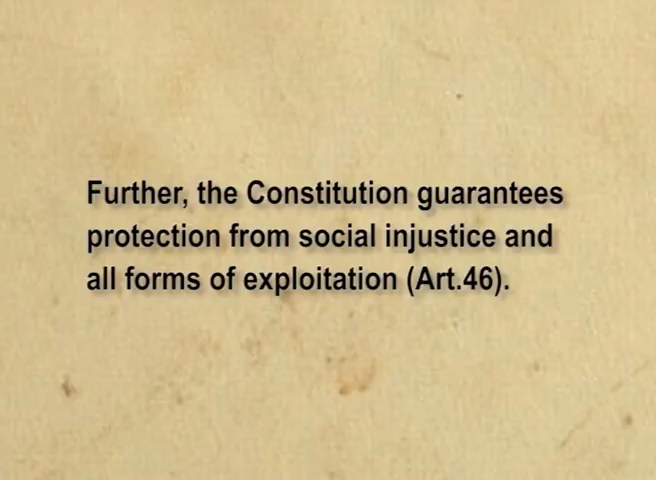 Further, the Constitution guarantees
protection from social injustice and
all forms of exploitation (Art.46).